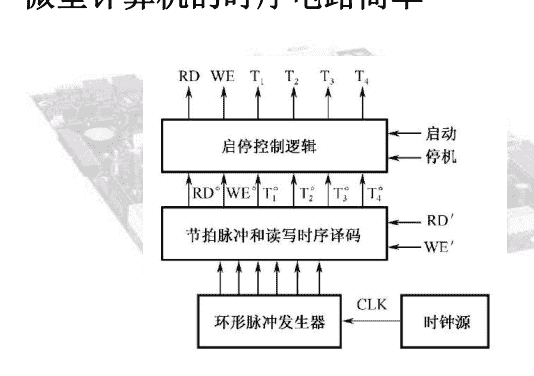 微型计算机的时序电路简单
RD WE T₁ T₂ T₃ T₄
启停控制逻辑
启动
停机
RD° WE° T₁° T₂° T₃° T₄°
节拍脉冲和读写时序译码
RD′
WE′
环形脉冲发生器
CLK
时钟源